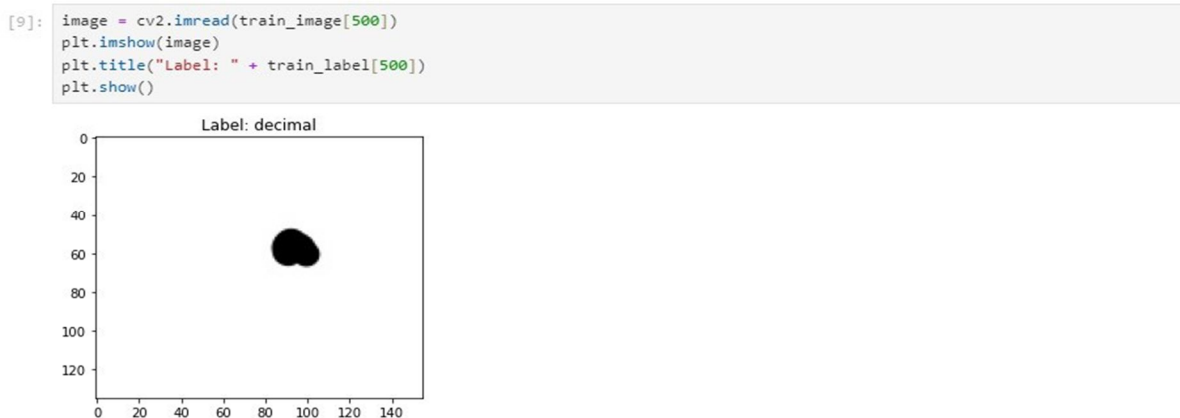 [9]: image = cv2.imread(train_image[500])
plt.imshow(image)
plt.title("Label: " + train_label[500])
plt.show()
Label: decimal
0
20
40
60
80
100
120
0 20 40 60 80 100 120 140